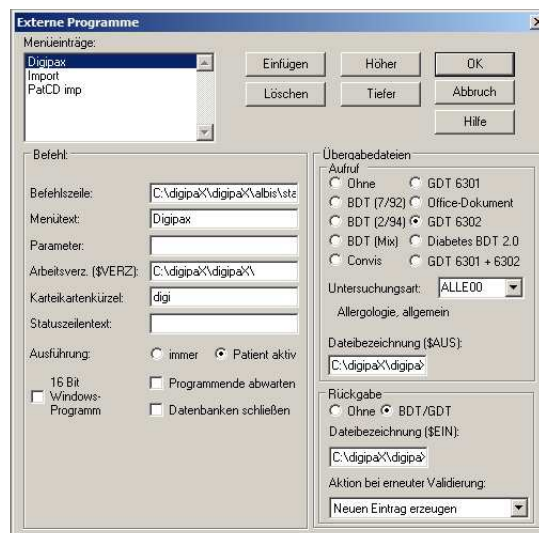 Externe Programme
Menüeinträge:
Digipax
Import
PatCD imp
Einfügen
Höher
OK
Löschen
Tiefer
Abbruch
Hilfe
Befehl:
Befehlszeile: C:\digipaX\digipaX\albis\sta
Menütext: Digipax
Parameter:
Arbeitsverz. ($VERZ): C:\digipaX\digipaX\
Karteikartenkürzel: digi
Statuszeilentext:
Ausführung: immer Patient aktiv
16 Bit
Windows-
Programm
Programmende abwarten
Datenbanken schließen
Übergabedateien
Aufruf
Ohne GDT 6301
BDT (7/92) Office-Dokument
BDT (2/94) GDT 6302
BDT (Mix) Diabetes BDT 2.0
Convis GDT 6301 + 6302
Untersuchungsart: ALLE00
Allergologie, allgemein
Dateibezeichnung ($AUS):
C:\digipaX\digipaX
Rückgabe
Ohne BDT/GDT
Dateibezeichnung ($EIN):
C:\digipaX\digipaX
Aktion bei erneuter Validierung:
Neuen Eintrag erzeugen